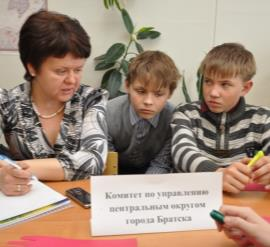 Комитет по управлению
центральным округом
города Братска